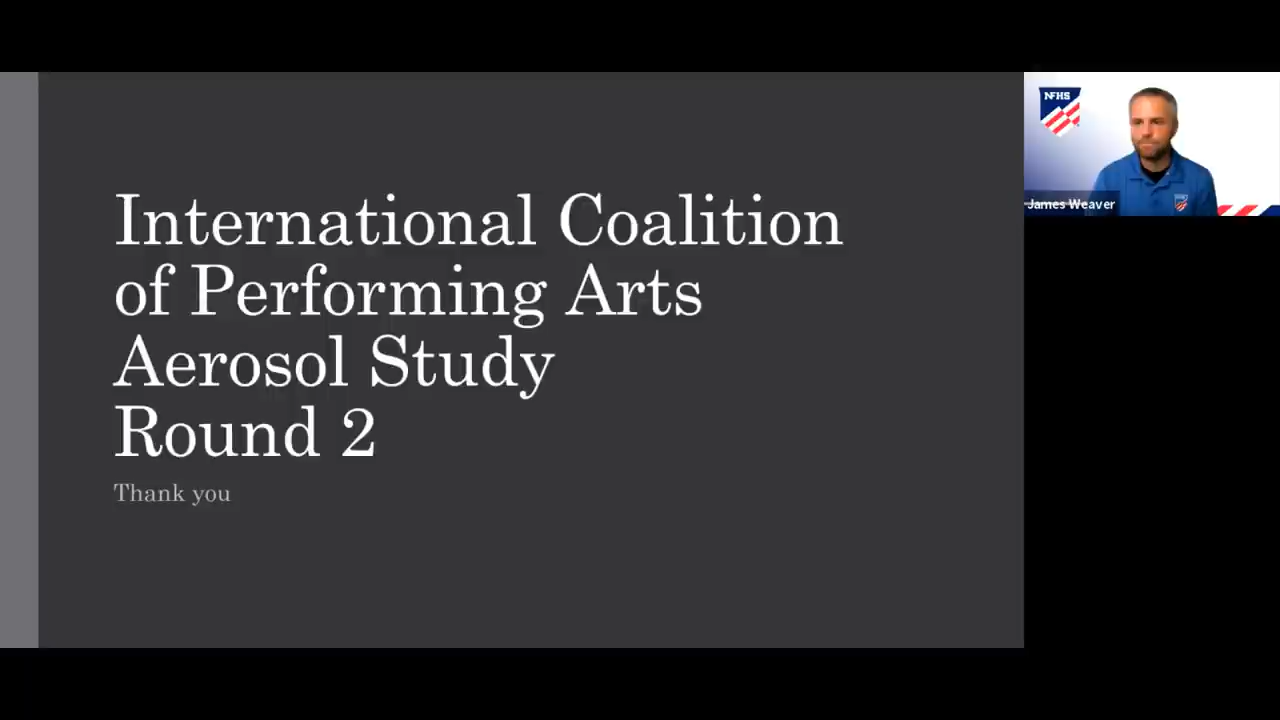 International Coalition
of Performing Arts
Aerosol Study
Round 2
Thank you
NFHS
James Weaver